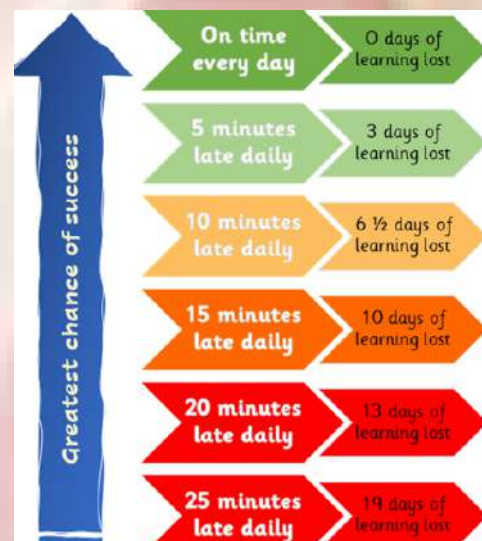 Greatest chance of success
On time
every day
0 days of
learning lost
5 minutes
late daily
3 days of
learning lost
10 minutes
late daily
6 ½ days of
learning lost
15 minutes
late daily
10 days of
learning lost
20 minutes
late daily
13 days of
learning lost
25 minutes
late daily
19 days of
learning lost